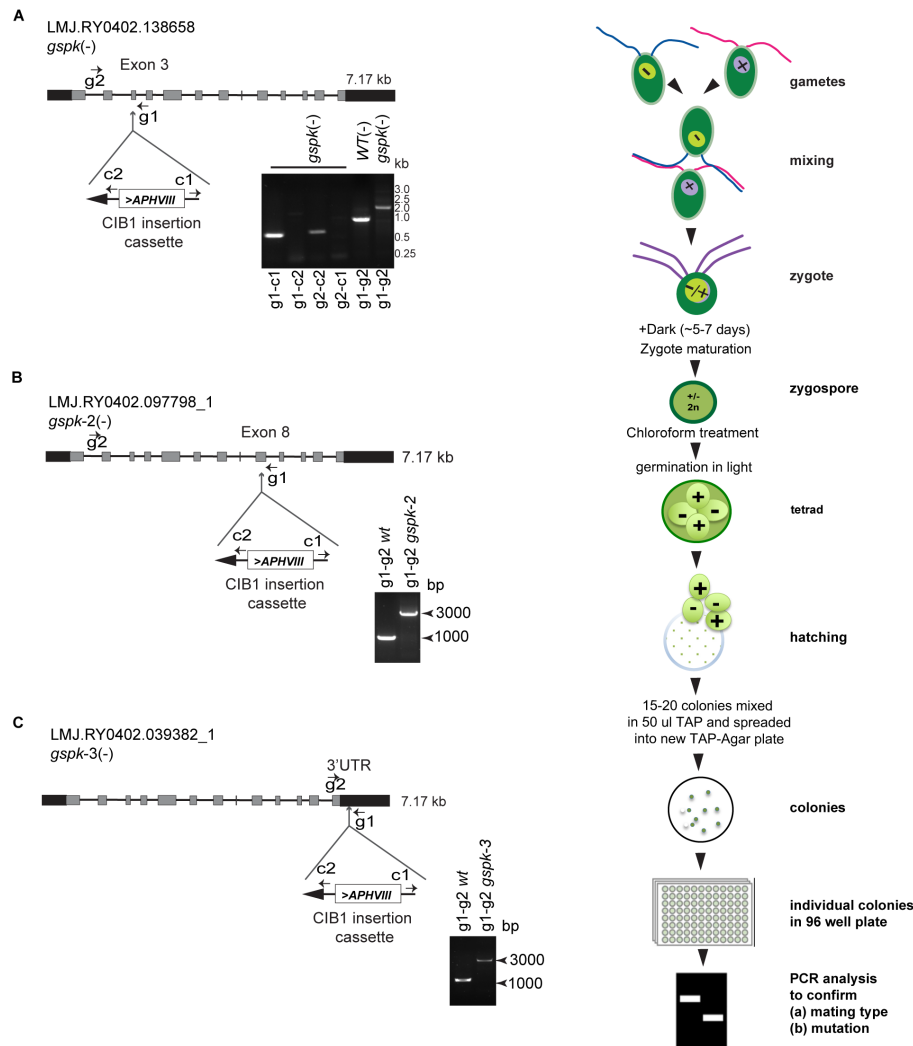 A
LMJ.RY0402.138658
gspk(-)
g2
Exon 3
7.17 kb
g1
c2
c1
>APHVIII
CIB1 insertion
cassette
gspk(-)
WT(-)
gspk(-)
kb
3.0
2.5
2.0
1.0
0.5
0.25
g1-c1
g1-c2
g2-c2
g2-c1
g1-g2
g1-g2
B
LMJ.RY0402.097798_1
gspk-2(-)
g2
Exon 8
7.17 kb
g1
c2
c1
>APHVIII
CIB1 insertion
cassette
g1-g2 wt
g1-g2 gspk-2
bp
3000
1000
C
LMJ.RY0402.039382_1
gspk-3(-)
3'UTR
g2
7.17 kb
g1
c2
c1
>APHVIII
CIB1 insertion
cassette
g1-g2 wt
g1-g2 gspk-3
bp
3000
1000
- +
gametes
-
mixing
+
zygote
-/+
+Dark (~5-7 days)
Zygote maturation
zygospore
+/-
2n
Chloroform treatment
germination in light
+
- -
+
tetrad
+
- -
+
hatching
15-20 colonies mixed
in 50 ul TAP and spreaded
into new TAP-Agar plate
colonies
individual colonies
in 96 well plate
PCR analysis
to confirm
(a) mating type
(b) mutation